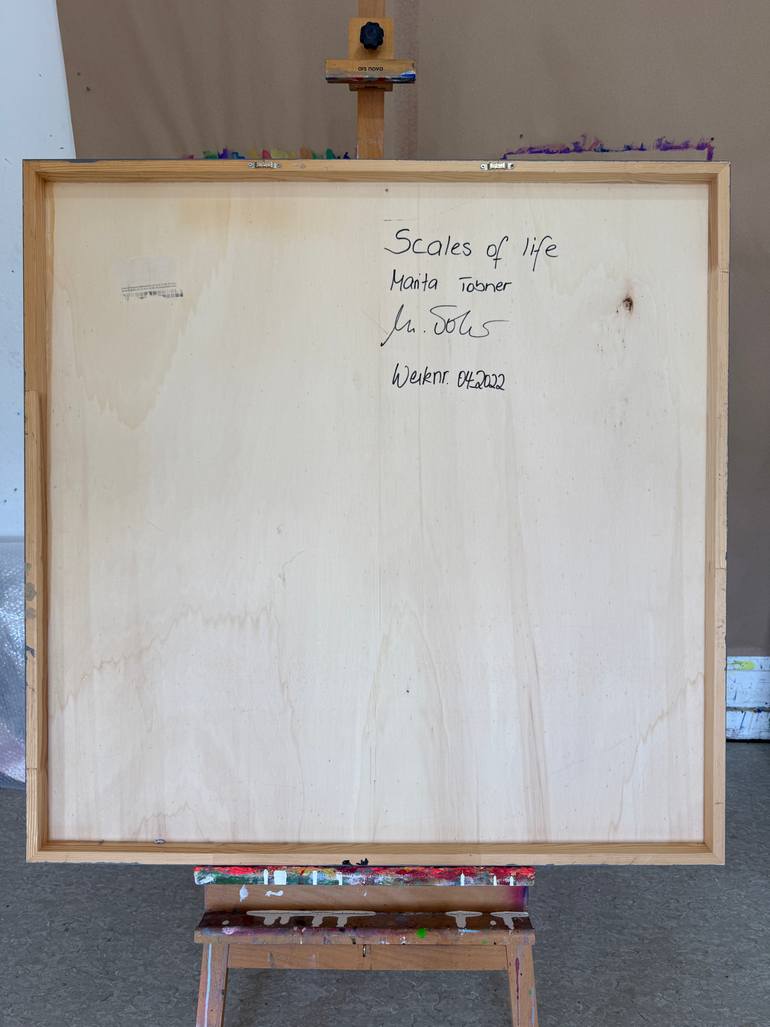 ars nova
Scales of life
Marita Tobner
Werknr. 04.2022